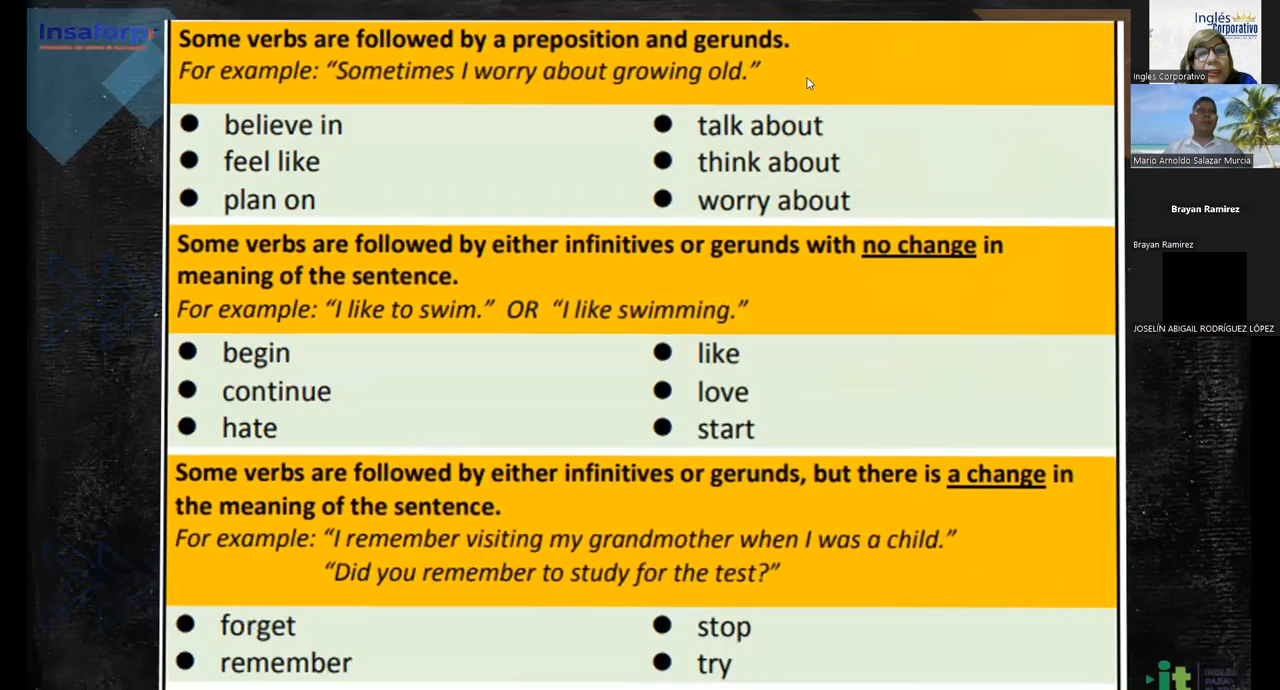 Insaforp
Some verbs are followed by a preposition and gerunds.
For example: “Sometimes I worry about growing old.”
● believe in
● feel like
● plan on
● talk about
● think about
● worry about
Some verbs are followed by either infinitives or gerunds with no change in
meaning of the sentence.
For example: “I like to swim.” OR “I like swimming.”
● begin
● continue
● hate
● like
● love
● start
Some verbs are followed by either infinitives or gerunds, but there is a change in
the meaning of the sentence.
For example: “I remember visiting my grandmother when I was a child.”
“Did you remember to study for the test?”
● forget
● remember
● stop
● try
Inglés
Corporativo
Ingles Corporativo
Mario Arnoldo Salazar Murcia
Brayan Ramirez
Brayan Ramirez
JOSELÍN ABIGAIL RODRÍGUEZ LÓPEZ
it
INGLÉS
PARA